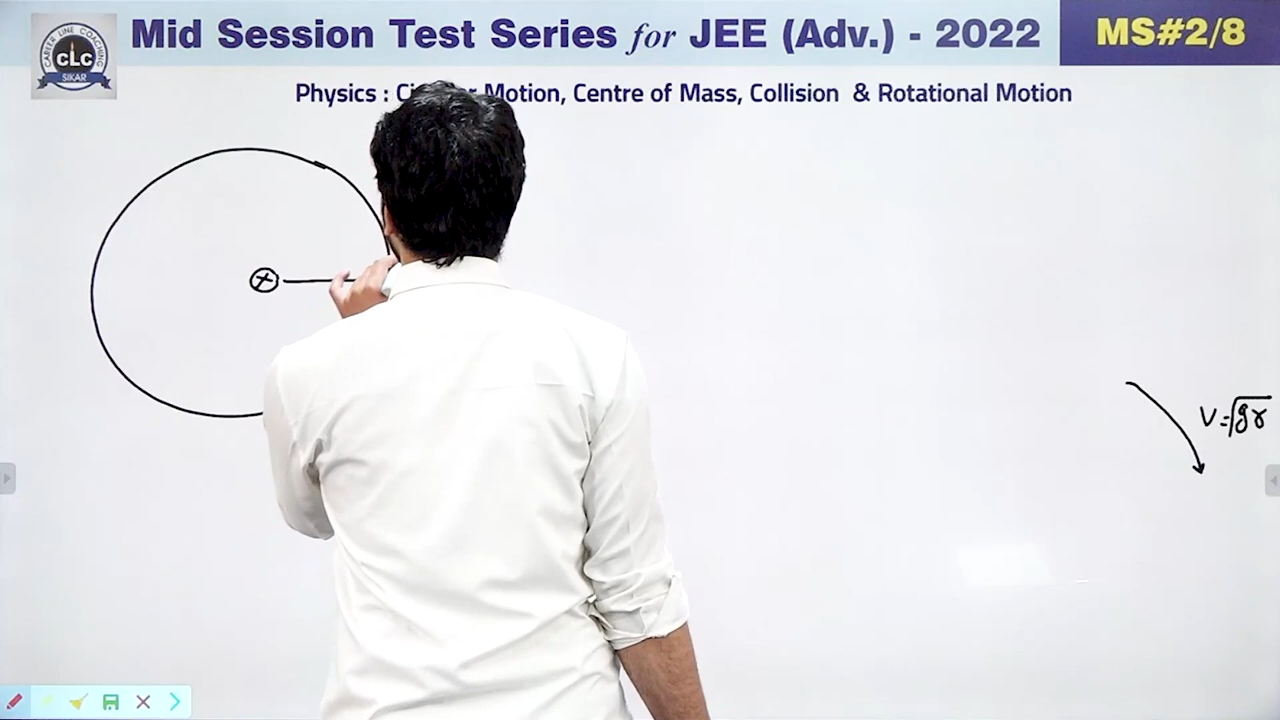 Mid Session Test Series for JEE (Adv.) - 2022
MS#2/8
CAREER LINE COACHING
CLC
SIKAR
Physics : Motion, Centre of Mass, Collision & Rotational Motion
V=√gr